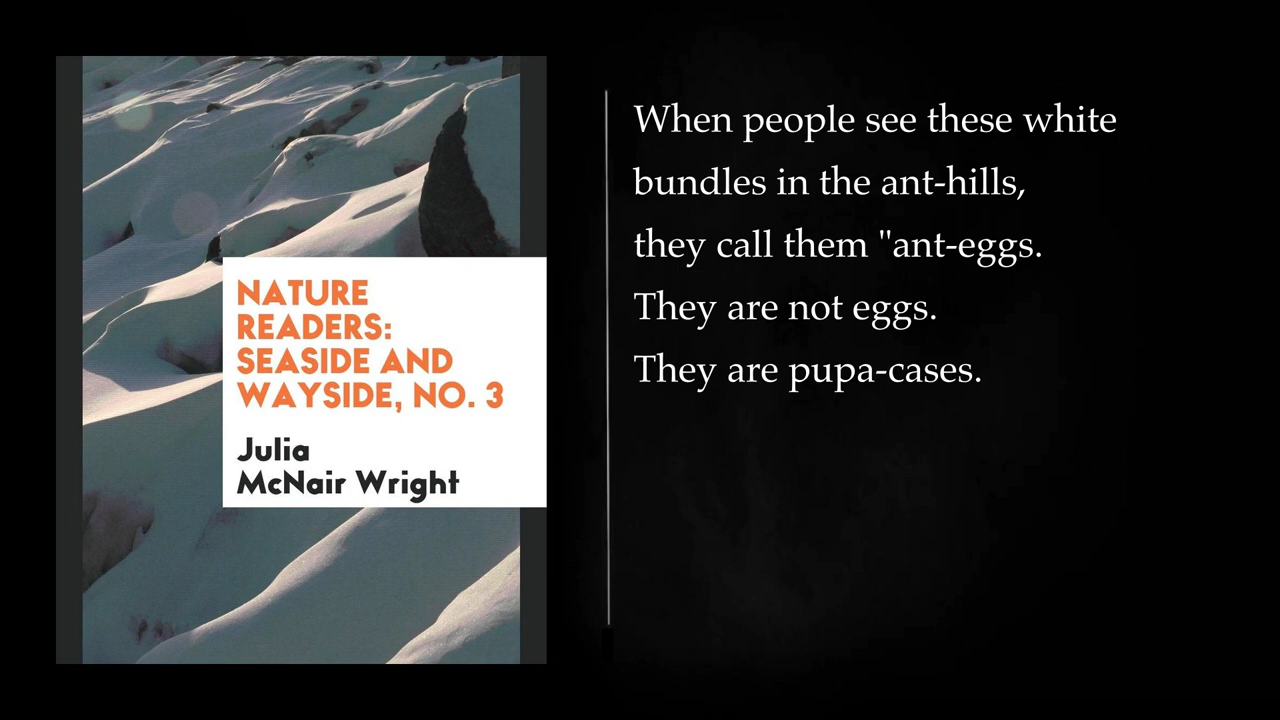 NATURE
READERS:
SEASIDE AND
WAYSIDE, NO. 3
Julia
McNair Wright
When people see these white
bundles in the ant-hills,
they call them "ant-eggs.
They are not eggs.
They are pupa-cases.